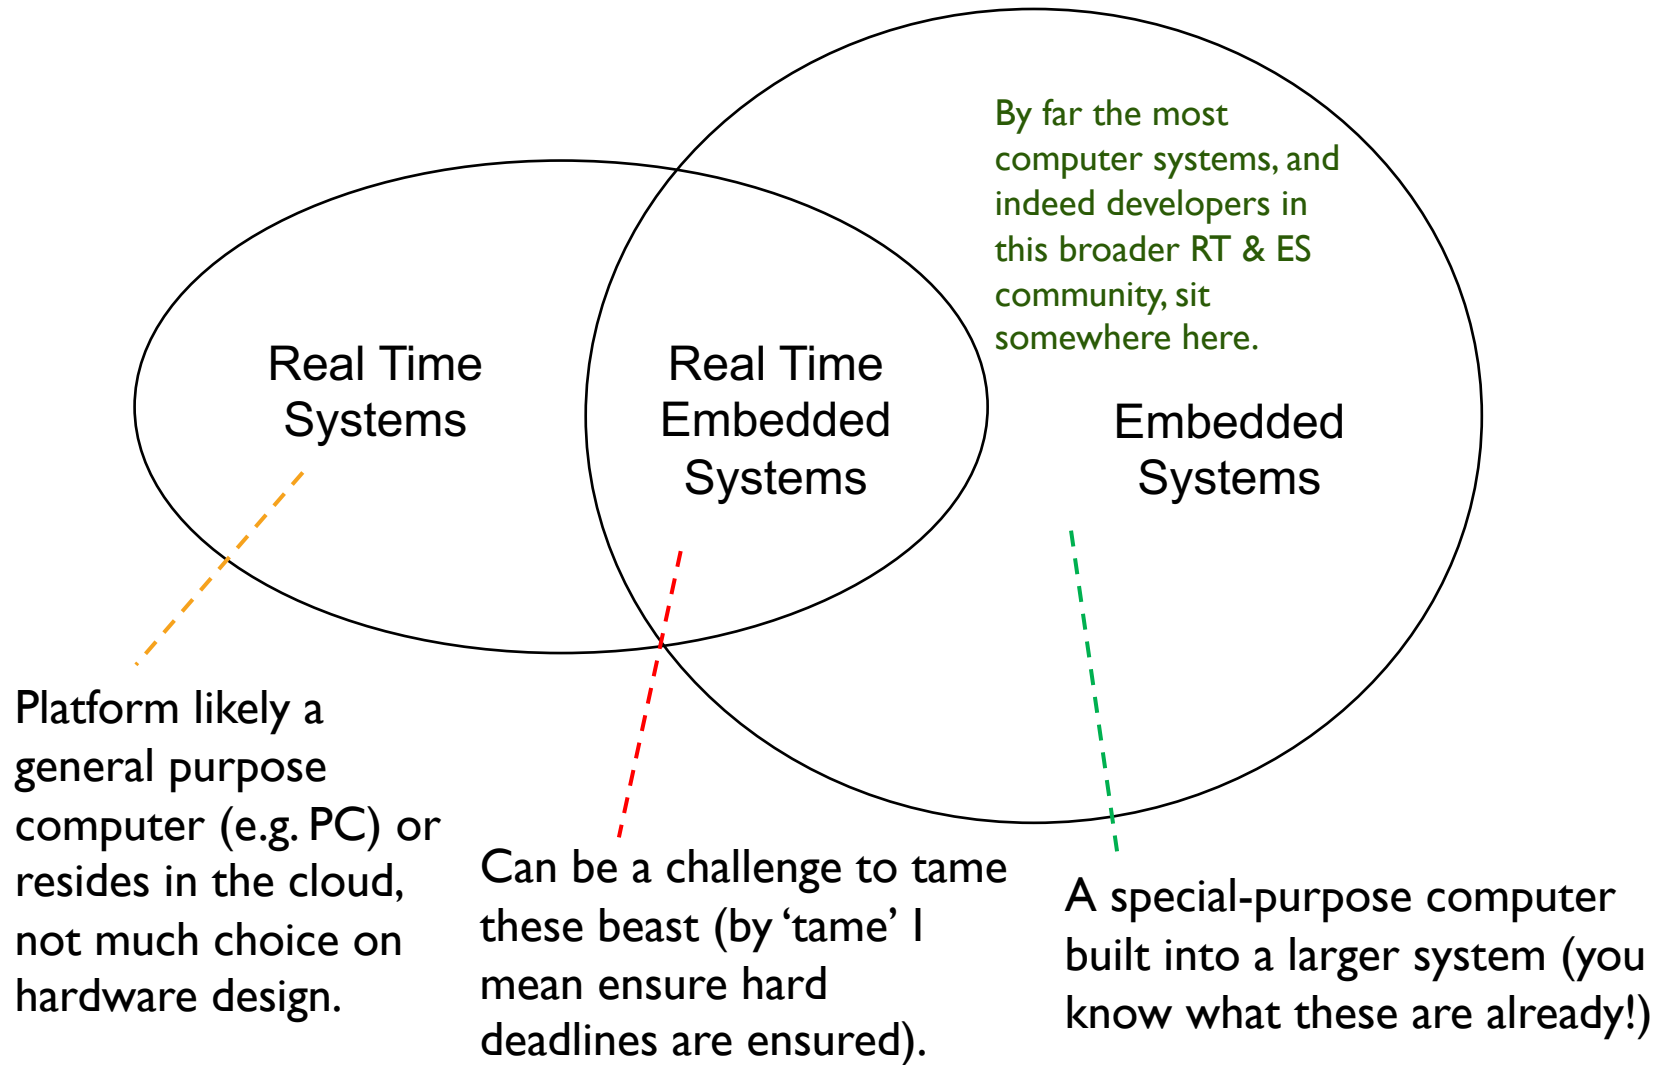 By far the most
computer systems, and
indeed developers in
this broader RT & ES
community, sit
somewhere here.
Real Time
Systems
Real Time
Embedded
Systems
Embedded
Systems
Platform likely a
general purpose
computer (e.g. PC) or
resides in the cloud,
not much choice on
hardware design.
Can be a challenge to tame
these beast (by ‘tame’ I
mean ensure hard
deadlines are ensured).
A special-purpose computer
built into a larger system (you
know what these are already!)